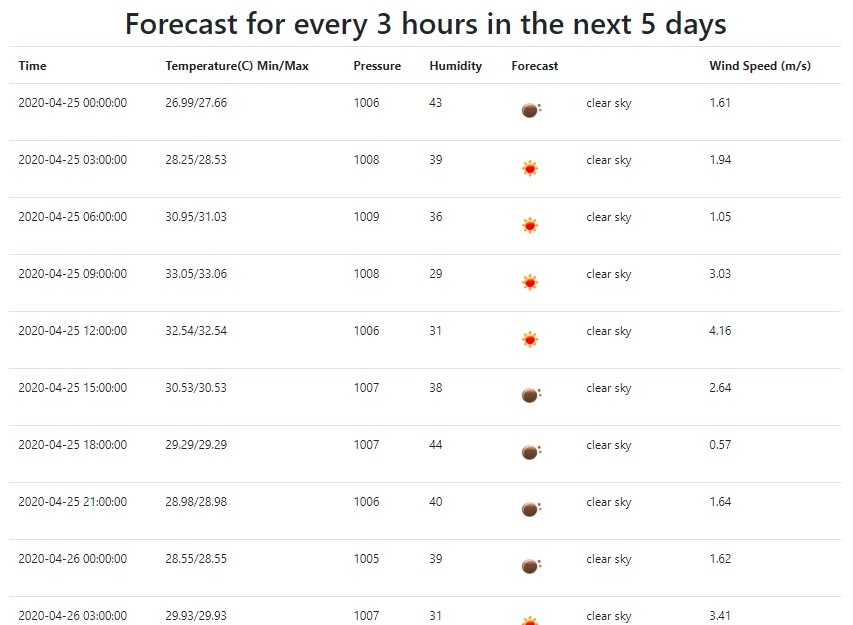 Forecast for every 3 hours in the next 5 days
Time Temperature(C) Min/Max Pressure Humidity Forecast Wind Speed (m/s)
2020-04-25 00:00:00 26.99/27.66 1006 43 clear sky 1.61
2020-04-25 03:00:00 28.25/28.53 1008 39 clear sky 1.94
2020-04-25 06:00:00 30.95/31.03 1009 36 clear sky 1.05
2020-04-25 09:00:00 33.05/33.06 1008 29 clear sky 3.03
2020-04-25 12:00:00 32.54/32.54 1006 31 clear sky 4.16
2020-04-25 15:00:00 30.53/30.53 1007 38 clear sky 2.64
2020-04-25 18:00:00 29.29/29.29 1007 44 clear sky 0.57
2020-04-25 21:00:00 28.98/28.98 1006 40 clear sky 1.64
2020-04-26 00:00:00 28.55/28.55 1005 39 clear sky 1.62
2020-04-26 03:00:00 29.93/29.93 1007 31 clear sky 3.41